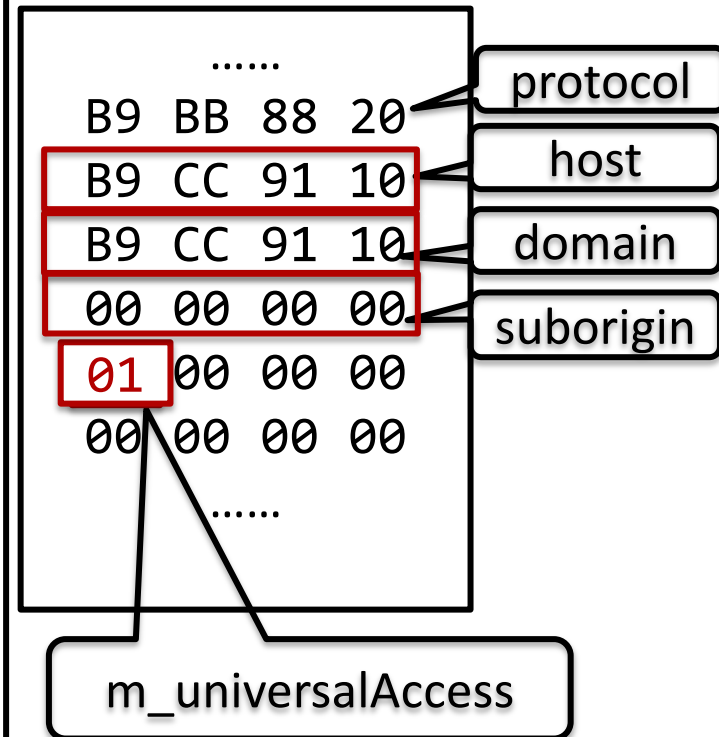 ......
B9 BB 88 20
protocol
B9 CC 91 10
host
B9 CC 91 10
domain
00 00 00 00
suborigin
01 00 00 00
00 00 00 00
......
m_universalAccess